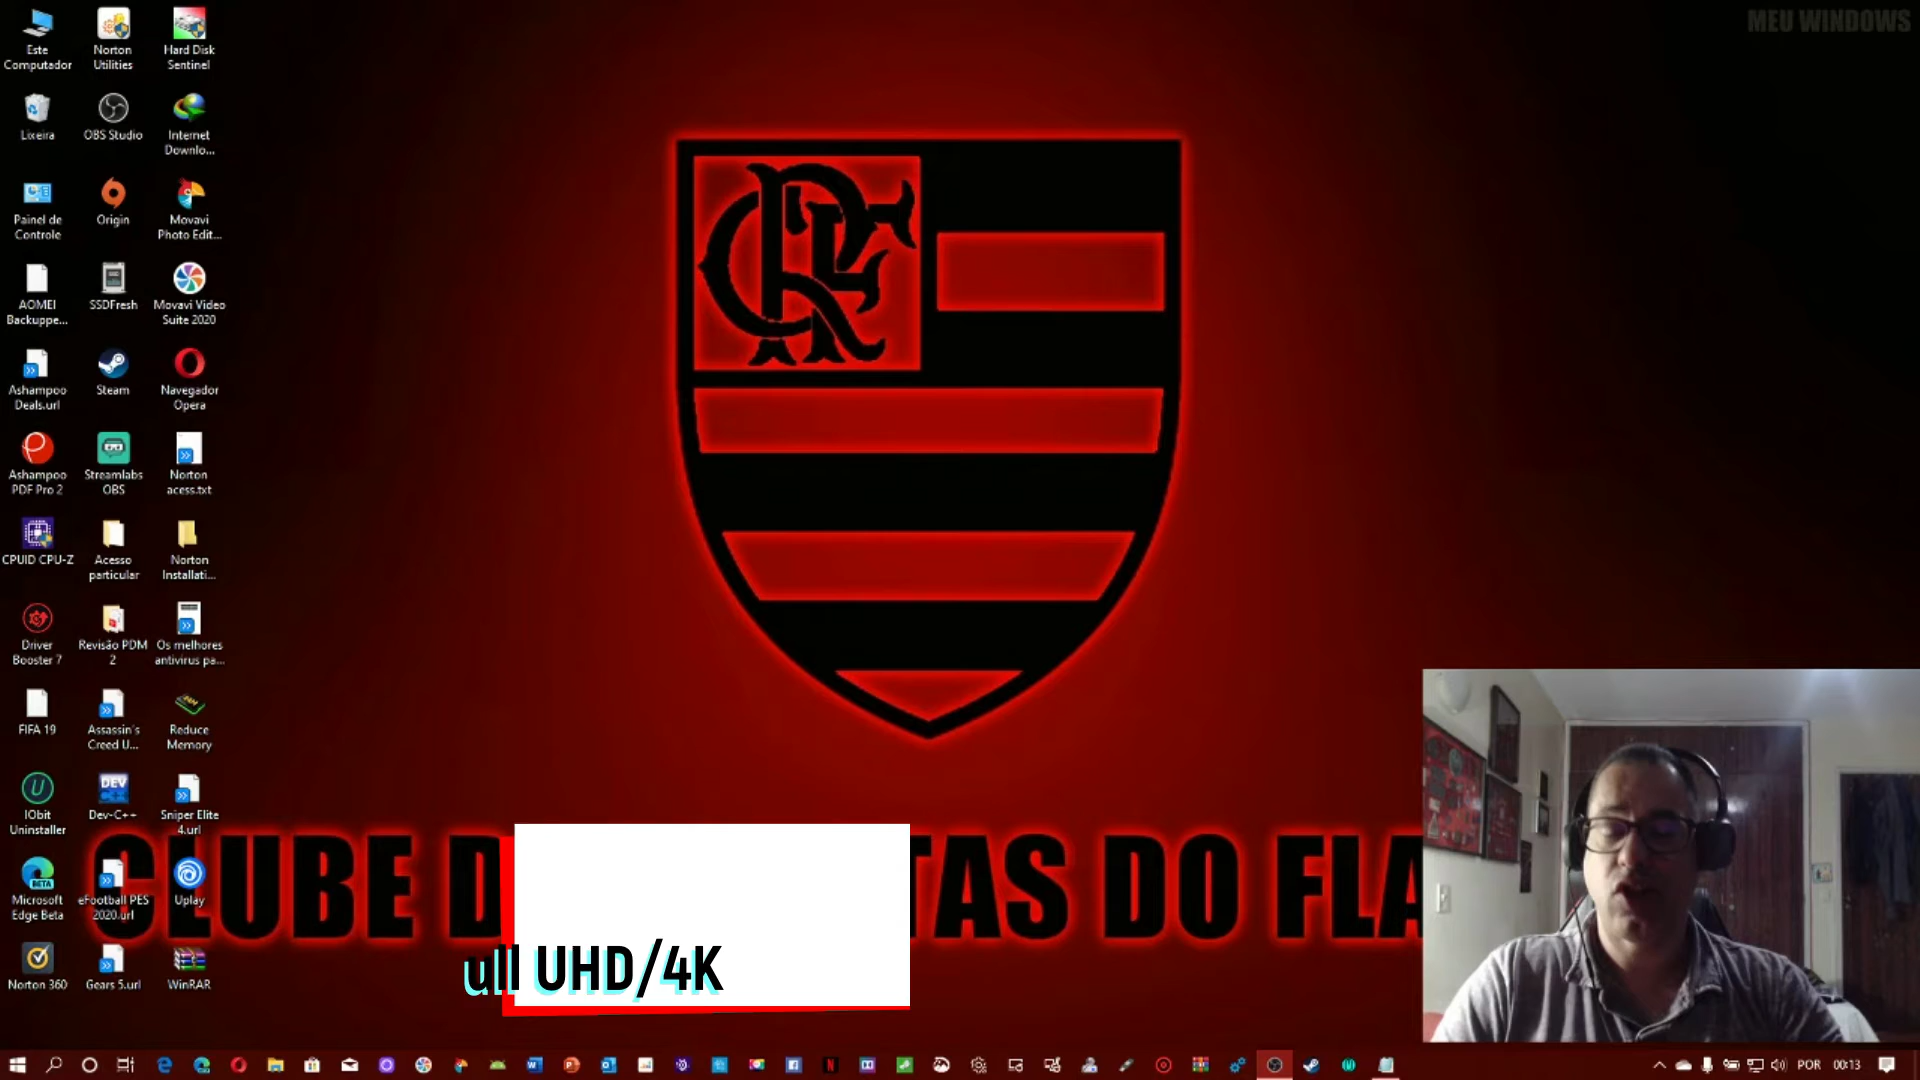 MEU WINDOWS
Este
Computador
Norton
Utilities
Hard Disk
Sentinel
Lixeira
OBS Studio
Internet
Downlo...
Painel de
Controle
Origin
Movavi
Photo Edit...
AOMEI
Backuppe...
SSDFresh
Movavi Video
Suite 2020
Ashampoo
Deals.url
Steam
Navegador
Opera
Ashampoo
PDF Pro 2
Streamlabs
OBS
Norton
acess.txt
CPUID CPU-Z
Acesso
particular
Norton
Installati...
Driver
Booster 7
Revisão PDM
2
Os melhores
antivirus pa...
FIFA 19
Assassin's
Creed U...
Reduce
Memory
IObit
Uninstaller
DEV
Dev-C++
Sniper Elite
4.url
CLUBE D TAS DO FLA
BETA
Microsoft
Edge Beta
eFootball PES
2020.url
Uplay
Norton 360
Gears 5.url
WinRAR
ull UHD/4K
POR 00:13